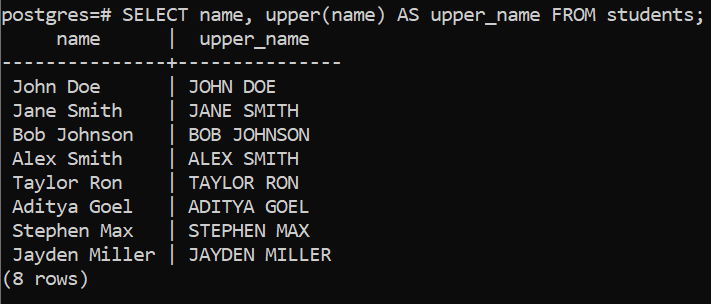 postgres=# SELECT name, upper(name) AS upper_name FROM students;
     name      |  upper_name
---------------+---------------
 John Doe      | JOHN DOE
 Jane Smith    | JANE SMITH
 Bob Johnson   | BOB JOHNSON
 Alex Smith    | ALEX SMITH
 Taylor Ron    | TAYLOR RON
 Aditya Goel   | ADITYA GOEL
 Stephen Max   | STEPHEN MAX
 Jayden Miller | JAYDEN MILLER
(8 rows)